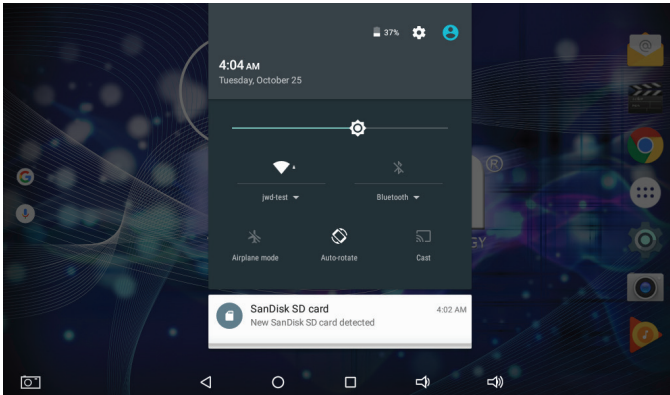 37%
4:04 AM
Tuesday, October 25
jwd-test
Bluetooth
Airplane mode
Auto-rotate
Cast
SanDisk SD card
4:02 AM
New SanDisk SD card detected
®
GY